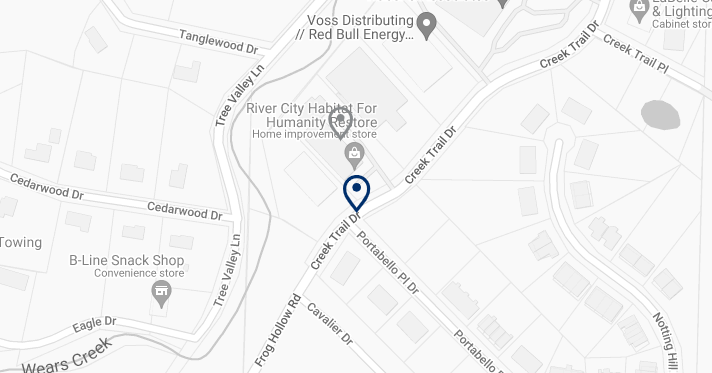 LaBelle
& Lighting
Cabinet store
Voss Distributing
// Red Bull Energy...
Tanglewood Dr
Creek Trail Dr
Creek Trail Pl
Tree Valley Ln
River City Habitat For
Humanity Restore
Home improvement store
Creek Trail Dr
Cedarwood Dr
Cedarwood Dr
Towing
Creek Trail Dr
B-Line Snack Shop
Convenience store
Tree Valley Ln
Portabello Pl Dr
Eagle Dr
Frog Hollow Rd
Cavalier Dr
Notting Hill
Portabello
Wears Creek